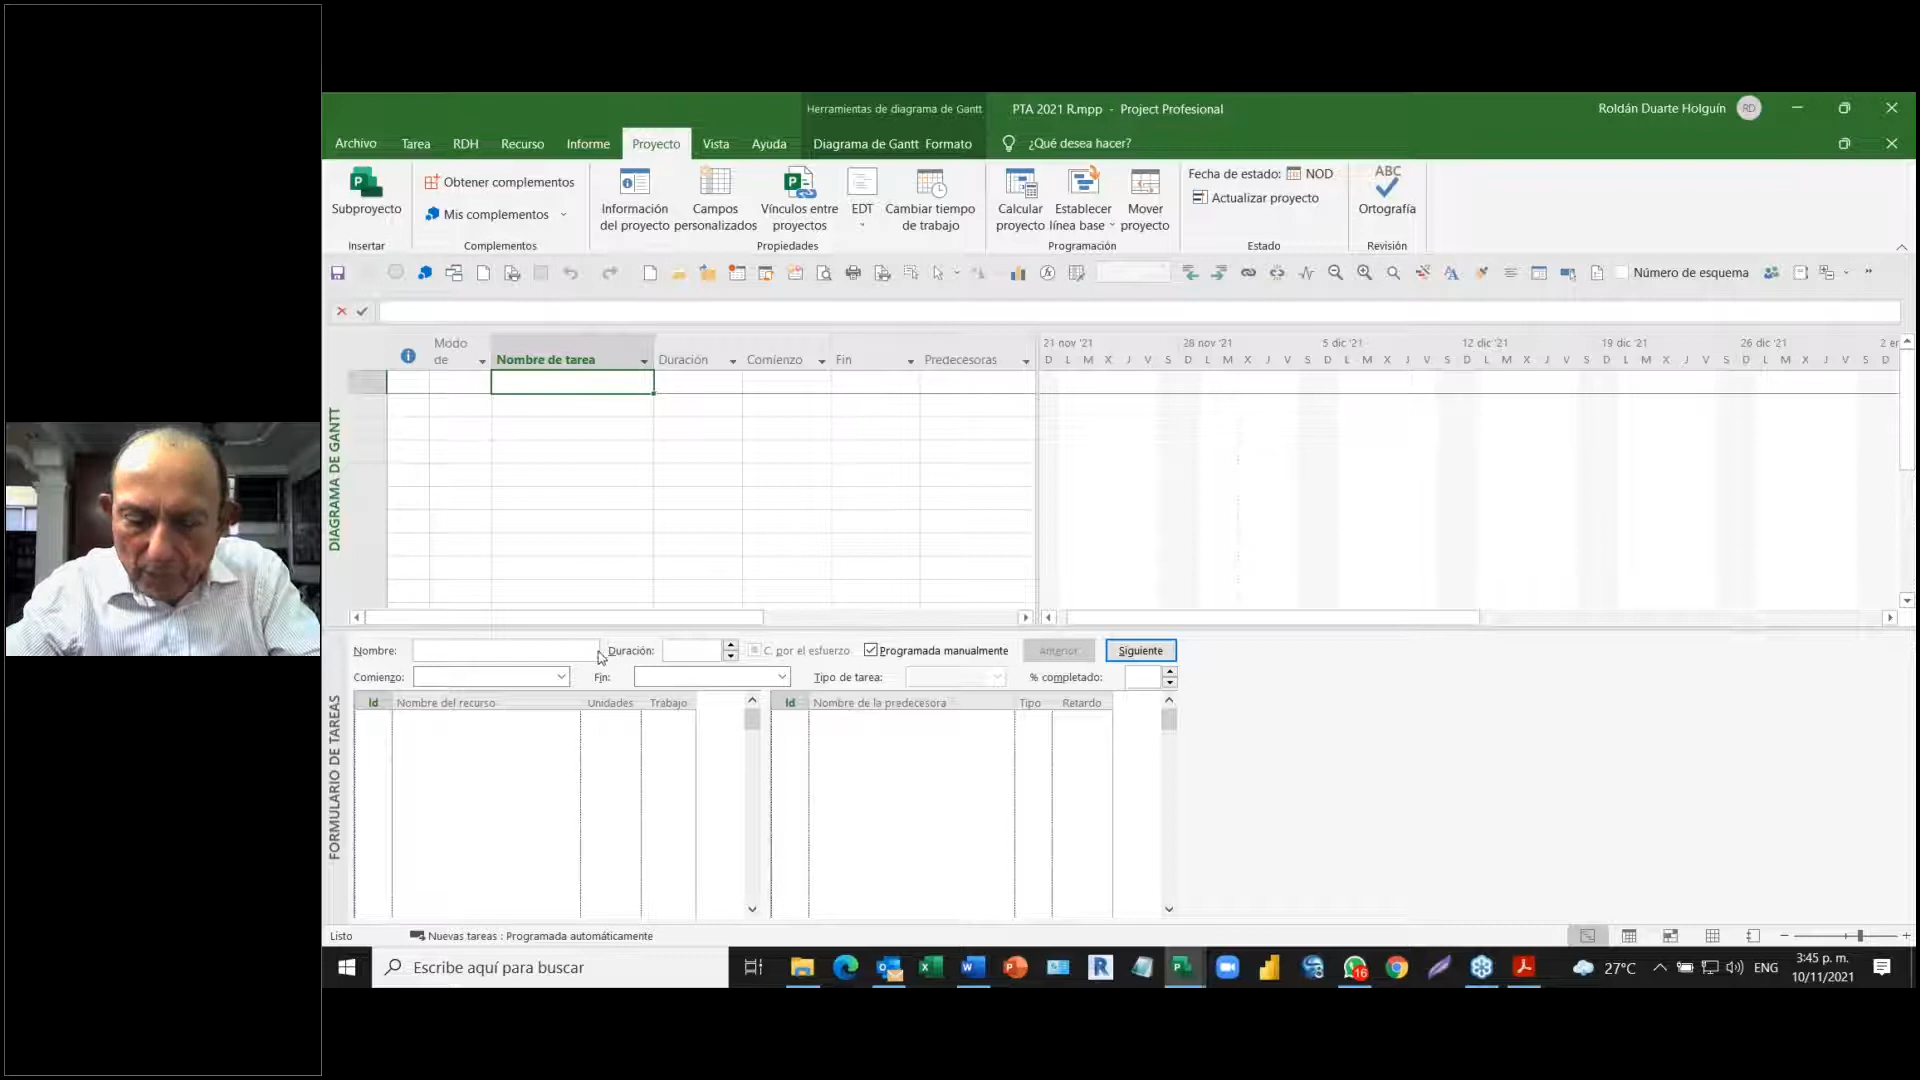 Herramientas de diagrama de Gantt
PTA 2021 R.mpp - Project Profesional
Roldán Duarte Holguín RD
Archivo Tarea RDH Recurso Informe Proyecto Vista Ayuda Diagrama de Gantt Formato ¿Qué desea hacer?
Subproyecto
Insertar
Obtener complementos
Mis complementos
Complementos
Información del proyecto
Campos personalizados
Vínculos entre proyectos
EDT
Cambiar tiempo de trabajo
Propiedades
Calcular proyecto
Establecer línea base
Mover proyecto
Programación
Fecha de estado: NOD
Actualizar proyecto
Estado
ABC
Ortografía
Revisión
Número de esquema
Modo de
Nombre de tarea
Duración
Comienzo
Fin
Predecesoras
21 nov '21 28 nov '21 5 dic '21 12 dic '21 19 dic '21 26 dic '21 2 er
D L M X J V S D L M X J V S D L M X J V S D L M X J V S D L M X J V S D L M X J V S D
DIAGRAMA DE GANTT
Nombre: Duración: C. por el esfuerzo Programada manualmente Anterior Siguiente
Comienzo: Fin: Tipo de tarea: % completado:
Id Nombre del recurso Unidades Trabajo
Id Nombre de la predecesora Tipo Retardo
FORMULARIO DE TAREAS
Listo Nuevas tareas : Programada automáticamente
Escribe aquí para buscar
16
27°C
ENG
3:45 p. m.
10/11/2021